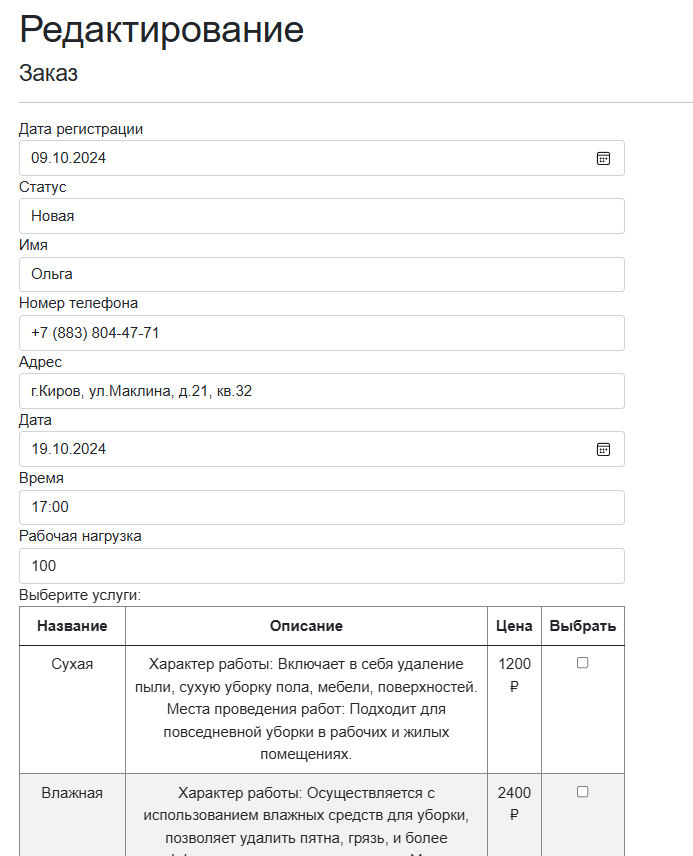 Редактирование
Заказ
Дата регистрации
09.10.2024
Статус
Новая
Имя
Ольга
Номер телефона
+7 (883) 804-47-71
Адрес
г.Киров, ул.Маклина, д.21, кв.32
Дата
19.10.2024
Время
17:00
Рабочая нагрузка
100
Выберите услуги:
Название Описание Цена Выбрать
Сухая Характер работы: Включает в себя удаление 1200
пыли, сухую уборку пола, мебели, поверхностей. ₽
Места проведения работ: Подходит для
повседневной уборки в рабочих и жилых
помещениях.
Влажная Характер работы: Осуществляется с 2400
использованием влажных средств для уборки, ₽
позволяет удалить пятна, грязь, и более